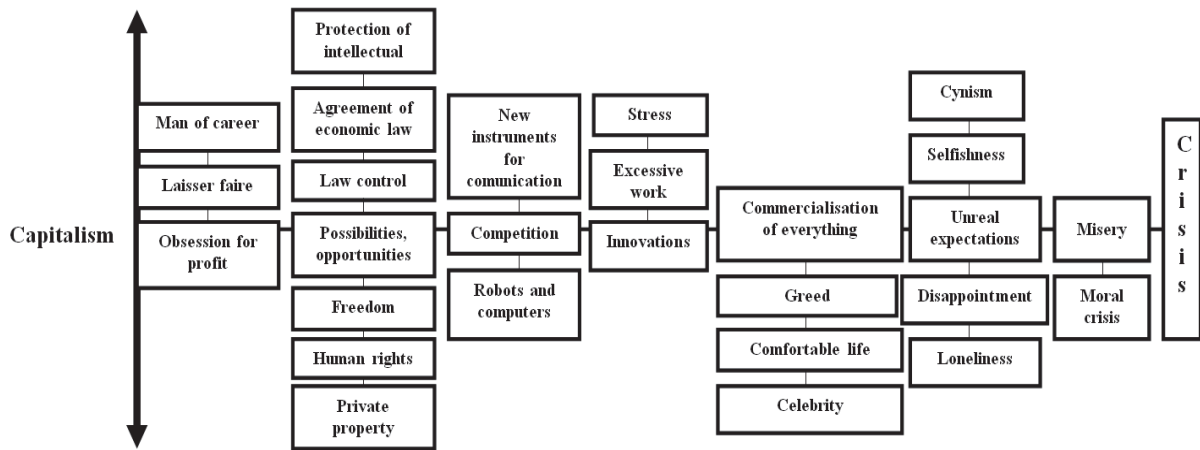 Capitalism
Man of career
Laisser faire
Obsession for
profit
Protection of
intellectual
Agreement of
economic law
Law control
Possibilities,
opportunities
Freedom
Human rights
Private
property
New
instruments
for
comunication
Competition
Robots and
computers
Stress
Excessive
work
Innovations
Commercialisation
of everything
Greed
Comfortable life
Celebrity
Cynism
Selfishness
Unreal
expectations
Disappointment
Loneliness
Misery
Moral
crisis
C
r
i
s
i
s